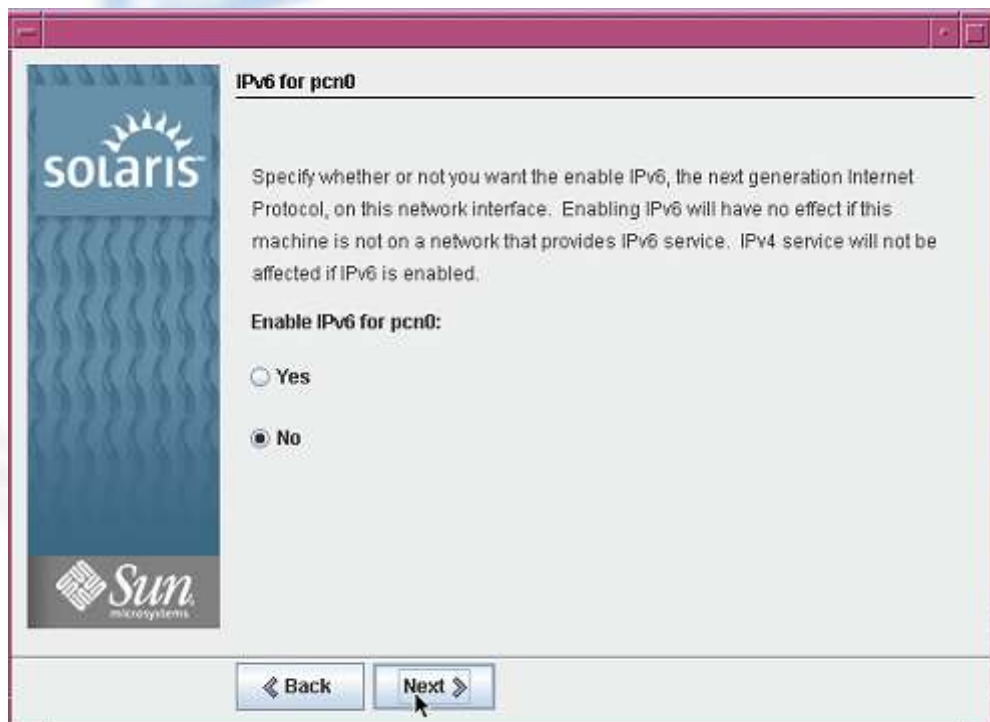 IPv6 for pcn0
solaris
Specify whether or not you want the enable IPv6, the next generation Internet
Protocol, on this network interface. Enabling IPv6 will have no effect if this
machine is not on a network that provides IPv6 service. IPv4 service will not be
affected if IPv6 is enabled.
Enable IPv6 for pcn0:
Yes
No
Sun
microsystems
Back
Next